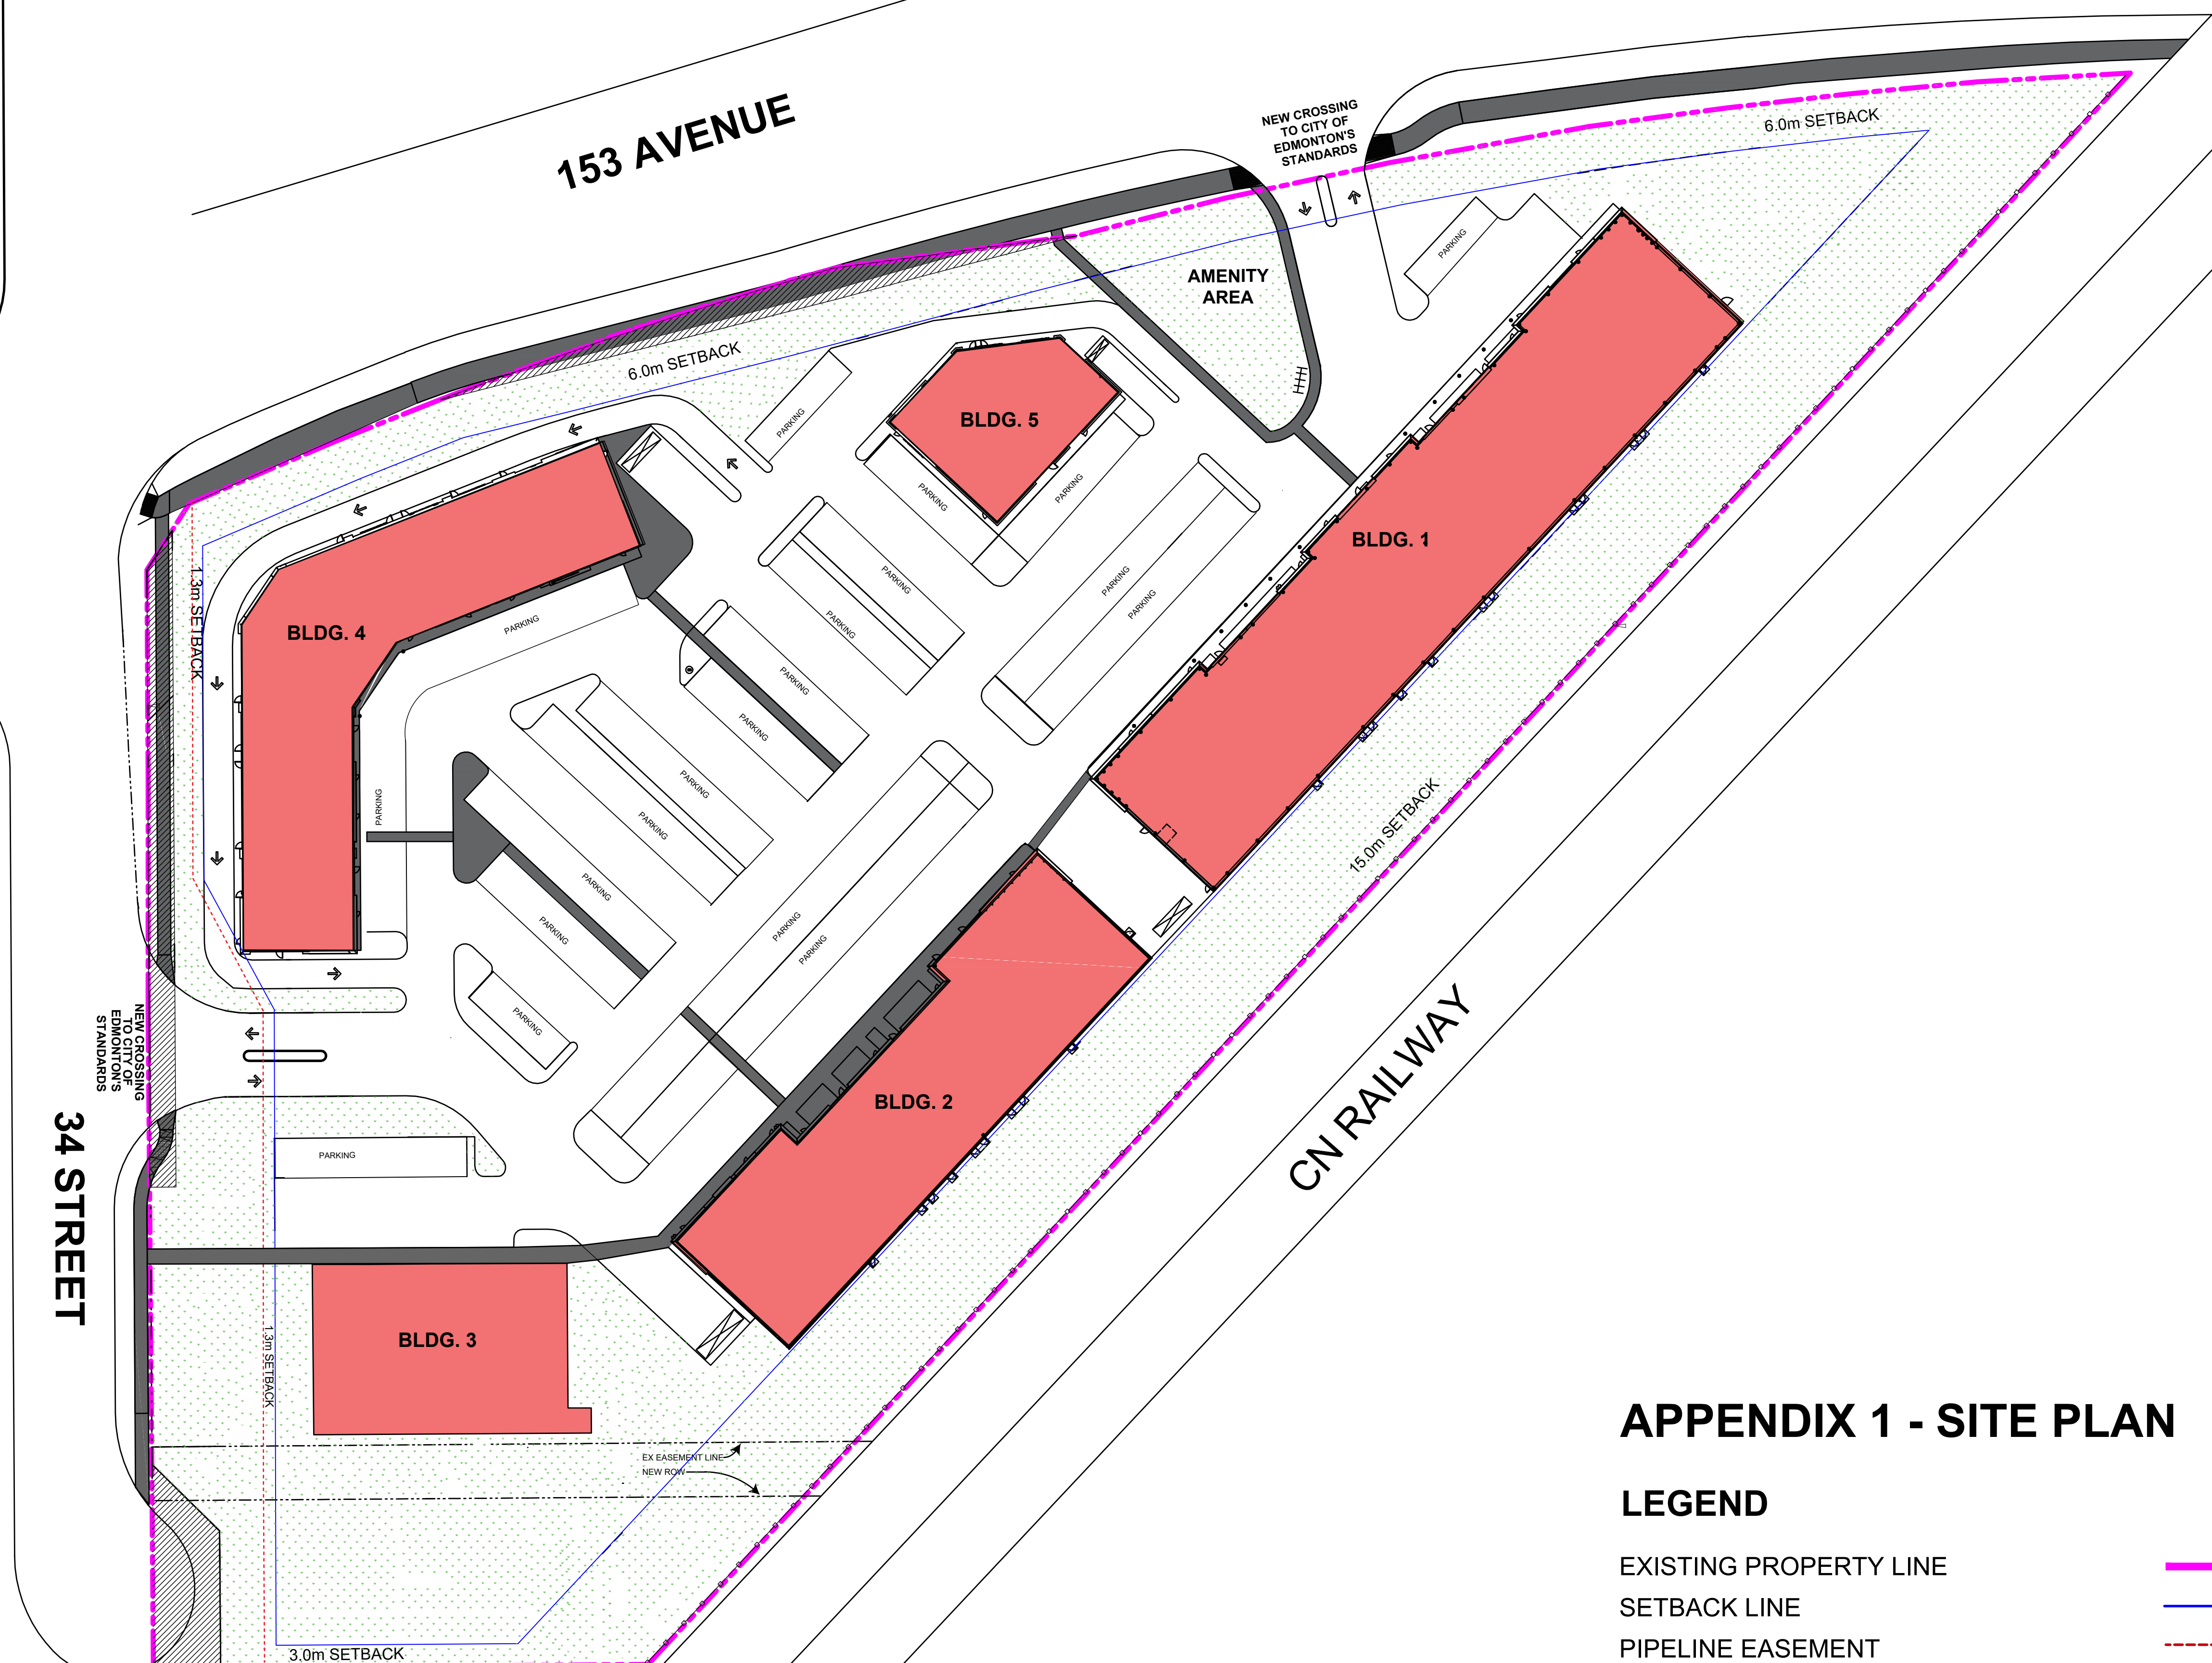 153 AVENUE
NEW CROSSING
TO CITY OF
EDMONTON'S
STANDARDS
6.0m SETBACK
PARKING
AMENITY
AREA
6.0m SETBACK
PARKING
BLDG. 5
PARKING
PARKING
BLDG. 1
1.3m SETBACK
BLDG. 4
PARKING
PARKING
PARKING
PARKING
PARKING
PARKING
PARKING
PARKING
PARKING
PARKING
PARKING
PARKING
15.0m SETBACK
PARKING
PARKING
PARKING
PARKING
NEW CROSSING
TO CITY OF
EDMONTON'S
STANDARDS
34 STREET
BLDG. 2
CN RAILWAY
PARKING
BLDG. 3
1.3m SETBACK
EX EASEMENT LINE
NEW ROW
3.0m SETBACK
APPENDIX 1 - SITE PLAN
LEGEND
EXISTING PROPERTY LINE
SETBACK LINE
PIPELINE EASEMENT